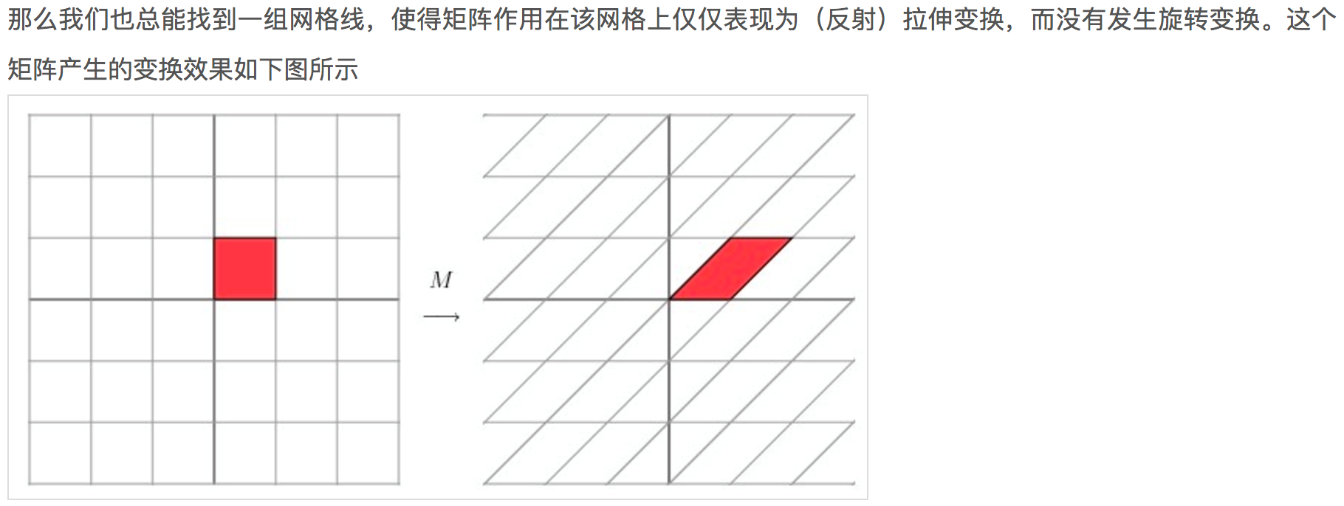 那么我们也总能找到一组网格线，使得矩阵作用在该网格上仅仅表现为（反射）拉伸变换，而没有发生旋转变换。这个
矩阵产生的变换效果如下图所示
M